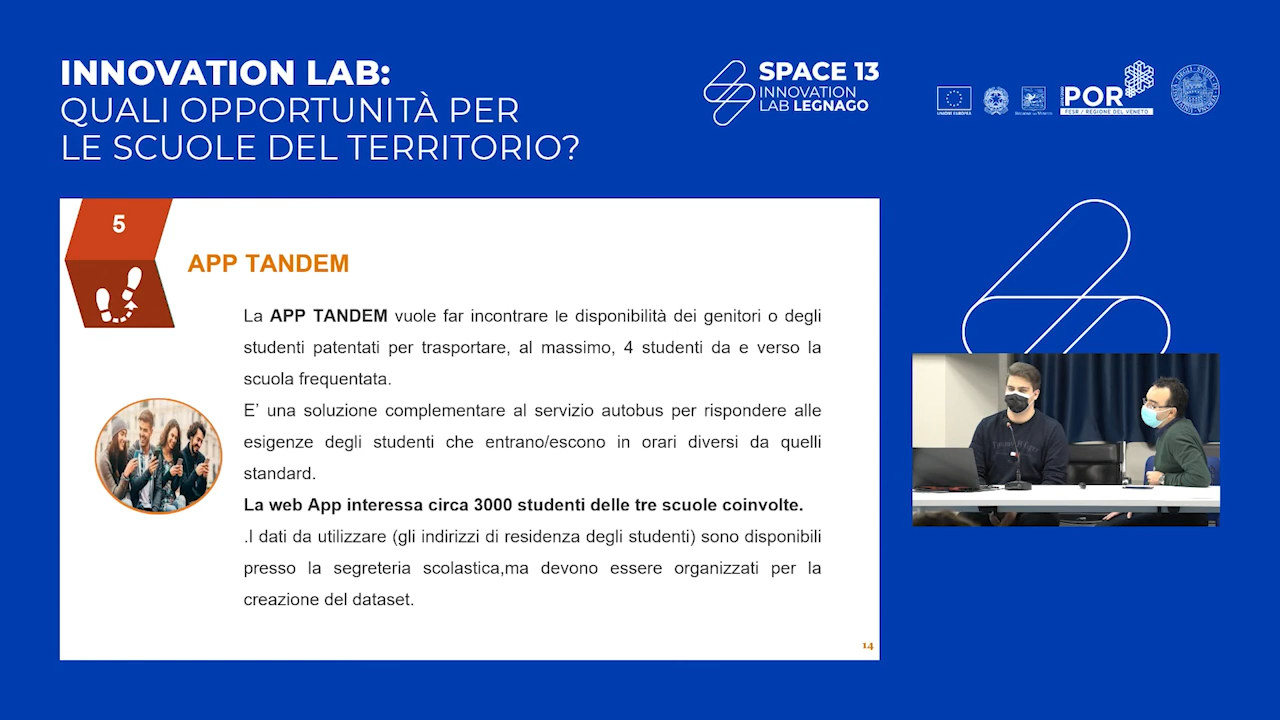 INNOVATION LAB:
QUALI OPPORTUNITÀ PER
LE SCUOLE DEL TERRITORIO?
SPACE 13
INNOVATION
LAB LEGNAGO
UNIONE EUROPEA
REGIONE DEL VENETO
POR
FESR / REGIONE DEL VENETO
5
APP TANDEM
La APP TANDEM vuole far incontrare le disponibilità dei genitori o degli
studenti patentati per trasportare, al massimo, 4 studenti da e verso la
scuola frequentata.
E’ una soluzione complementare al servizio autobus per rispondere alle
esigenze degli studenti che entrano/escono in orari diversi da quelli
standard.
La web App interessa circa 3000 studenti delle tre scuole coinvolte.
.I dati da utilizzare (gli indirizzi di residenza degli studenti) sono disponibili
presso la segreteria scolastica,ma devono essere organizzati per la
creazione del dataset.
14